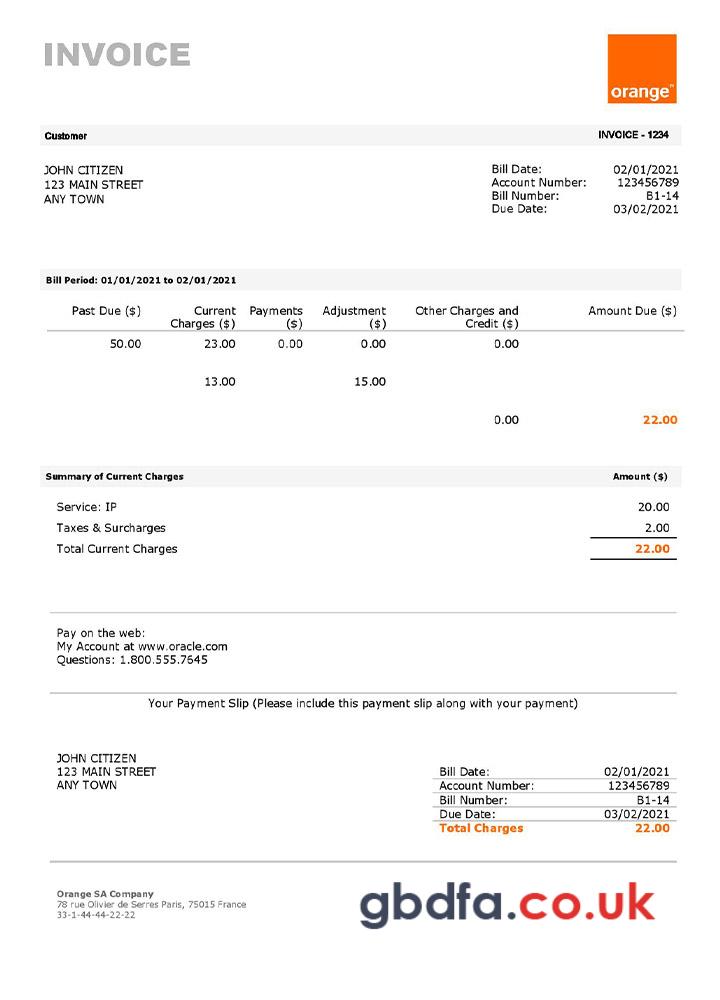 INVOICE
orange™
Customer INVOICE - 1234
JOHN CITIZEN
123 MAIN STREET
ANY TOWN
Bill Date: 02/01/2021
Account Number: 123456789
Bill Number: B1-14
Due Date: 03/02/2021
Bill Period: 01/01/2021 to 02/01/2021
Past Due ($) Current Payments Adjustment Other Charges and Amount Due ($)
Charges ($) ($) ($) Credit ($)
50.00 23.00 0.00 0.00 0.00
13.00 15.00
0.00 22.00
Summary of Current Charges Amount ($)
Service: IP 20.00
Taxes & Surcharges 2.00
Total Current Charges 22.00
Pay on the web:
My Account at www.oracle.com
Questions: 1.800.555.7645
Your Payment Slip (Please include this payment slip along with your payment)
JOHN CITIZEN
123 MAIN STREET
ANY TOWN
Bill Date: 02/01/2021
Account Number: 123456789
Bill Number: B1-14
Due Date: 03/02/2021
Total Charges 22.00
Orange SA Company
78 rue Olivier de Serres Paris, 75015 France
33-1-44-44-22-22
gbdfa.co.uk